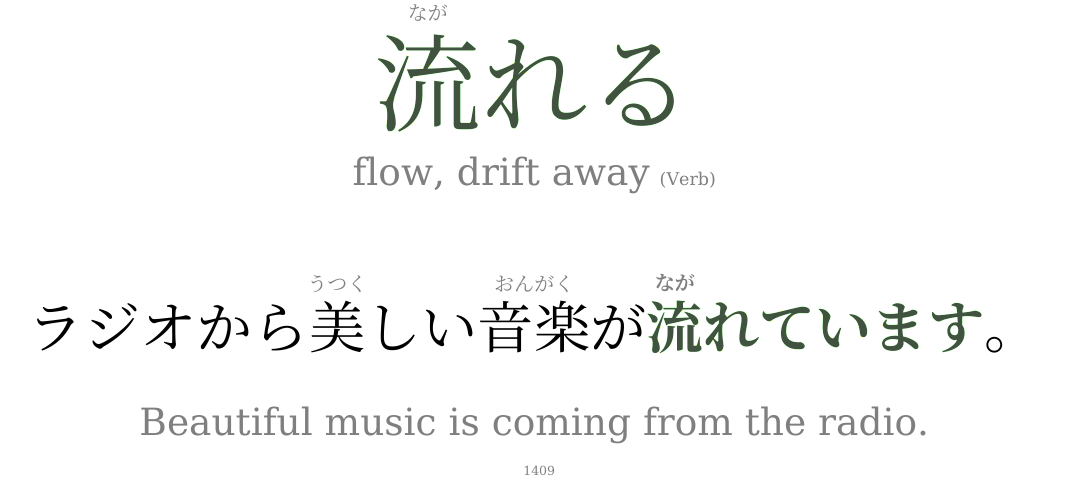 なが
流れる
flow, drift away (Verb)
うつく おんがく なが
ラジオから美しい音楽が流れています。
Beautiful music is coming from the radio.
1409